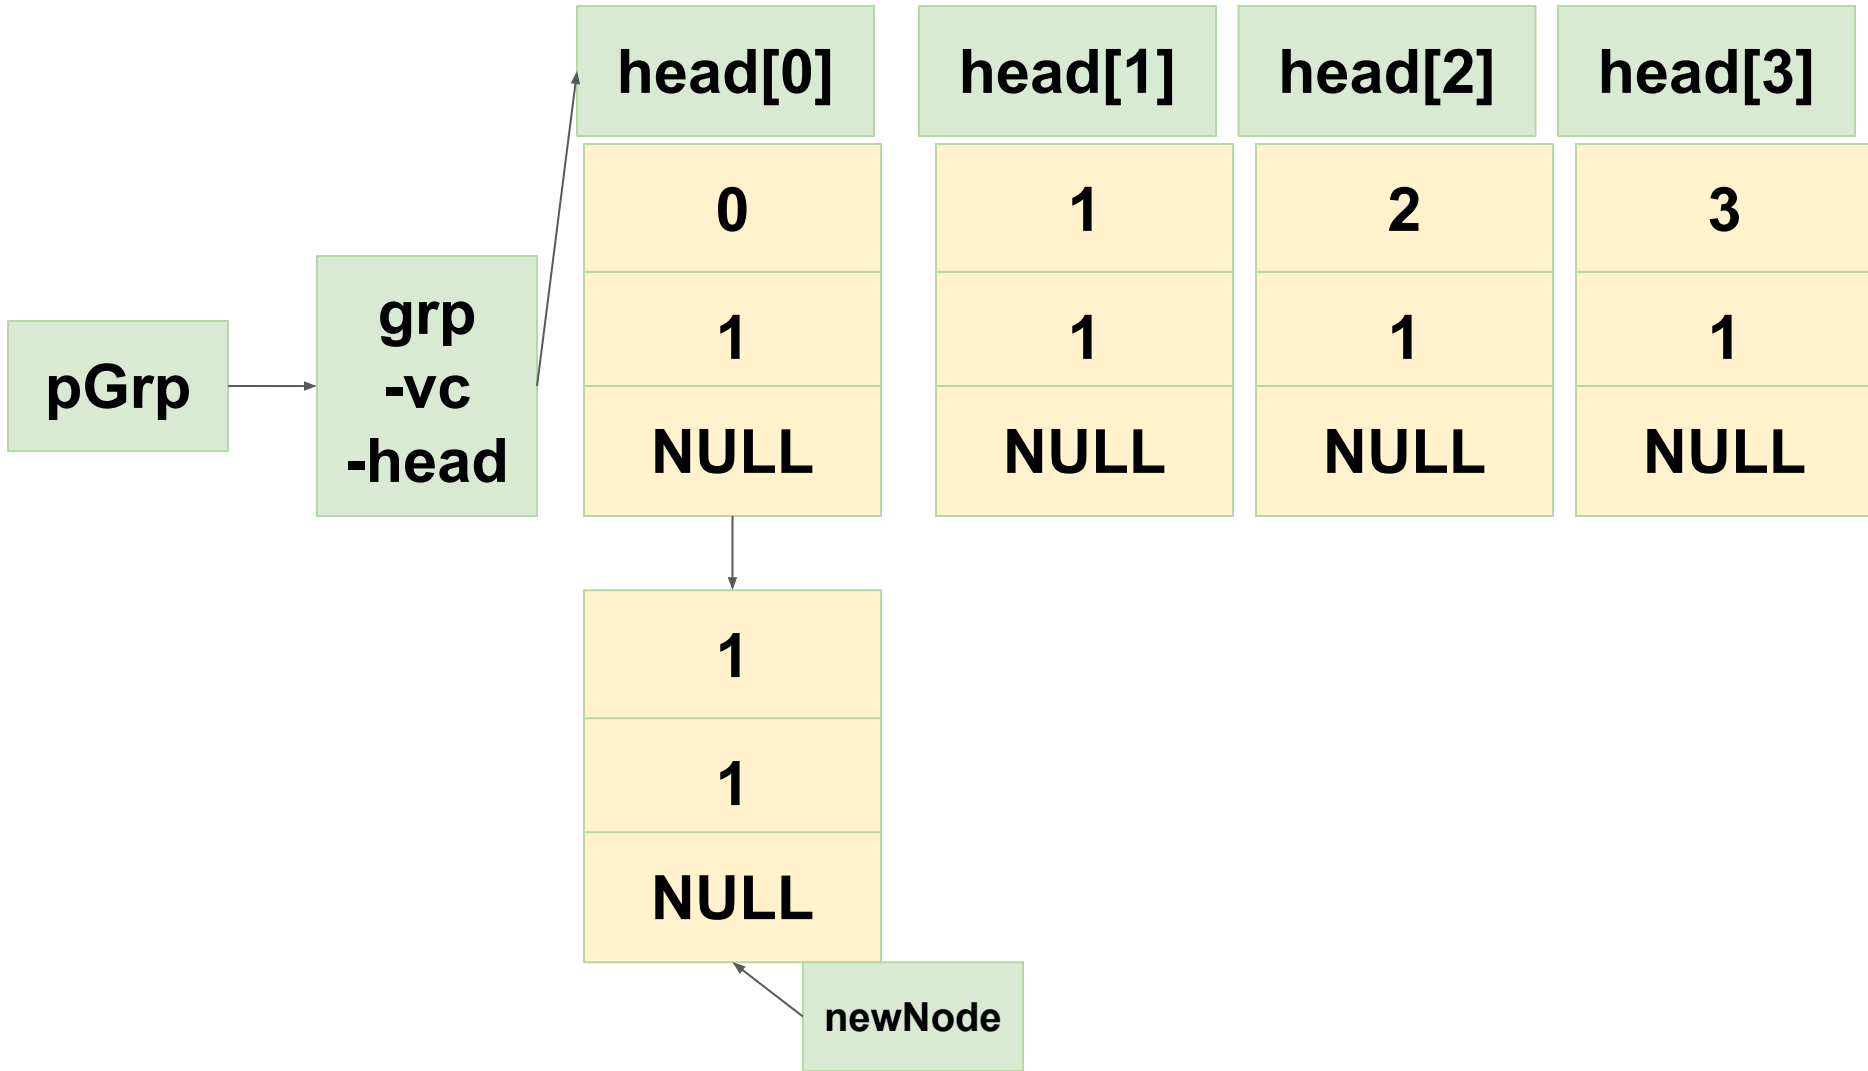 head[0] head[1] head[2] head[3]
0 1 2 3
1 1 1 1
NULL NULL NULL NULL
pGrp
grp
-vc
-head
1
1
NULL
newNode